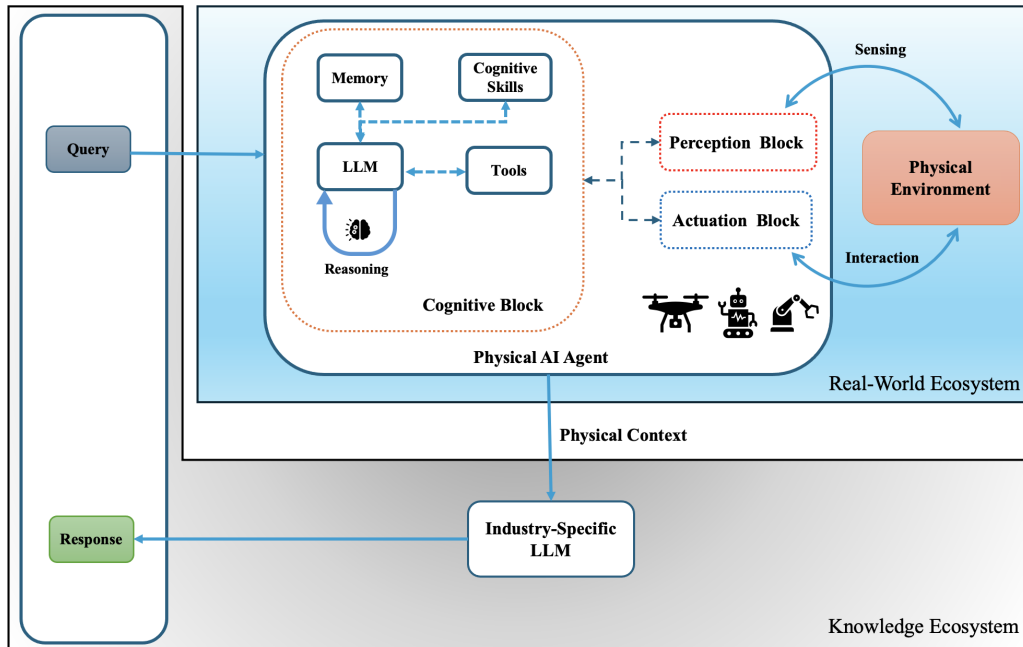 Query
Memory
Cognitive
Skills
LLM
Tools
Reasoning
Cognitive Block
Perception Block
Actuation Block
Sensing
Physical
Environment
Interaction
Physical AI Agent
Real-World Ecosystem
Physical Context
Industry-Specific
LLM
Response
Knowledge Ecosystem